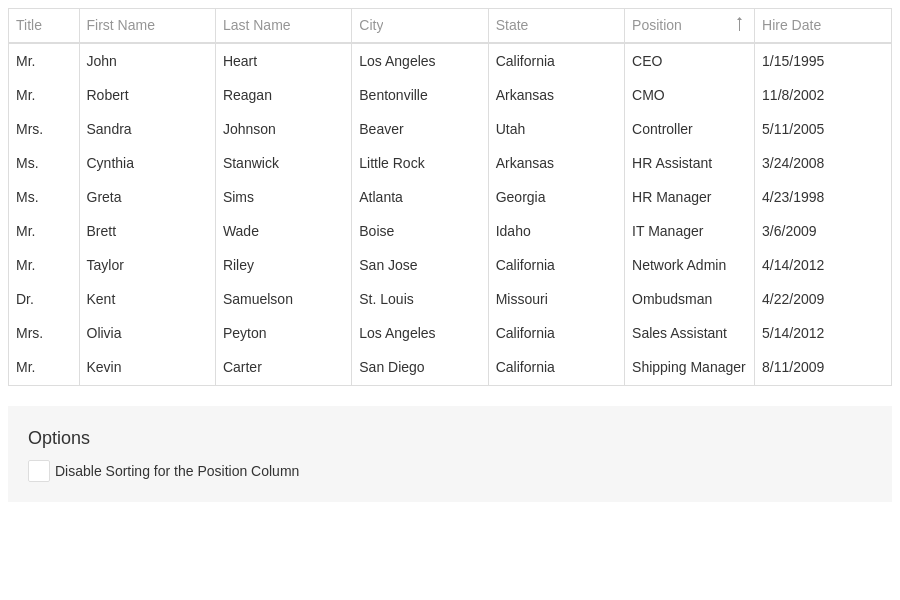 Title First Name Last Name City State Position Hire Date
Mr. John Heart Los Angeles California CEO 1/15/1995
Mr. Robert Reagan Bentonville Arkansas CMO 11/8/2002
Mrs. Sandra Johnson Beaver Utah Controller 5/11/2005
Ms. Cynthia Stanwick Little Rock Arkansas HR Assistant 3/24/2008
Ms. Greta Sims Atlanta Georgia HR Manager 4/23/1998
Mr. Brett Wade Boise Idaho IT Manager 3/6/2009
Mr. Taylor Riley San Jose California Network Admin 4/14/2012
Dr. Kent Samuelson St. Louis Missouri Ombudsman 4/22/2009
Mrs. Olivia Peyton Los Angeles California Sales Assistant 5/14/2012
Mr. Kevin Carter San Diego California Shipping Manager 8/11/2009
Options
Disable Sorting for the Position Column